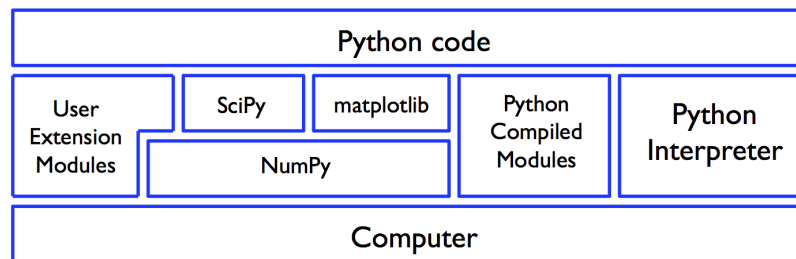 Python code
User
Extension
Modules
SciPy
matplotlib
NumPy
Python
Compiled
Modules
Python
Interpreter
Computer